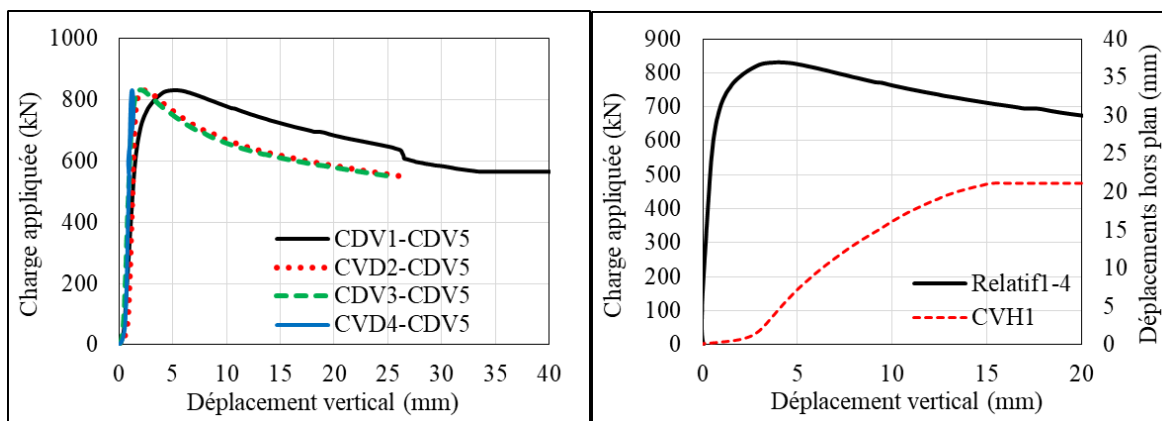 1000
800
600
400
200
0
0 5 10 15 20 25 30 35 40
Charge appliquée (kN)
Déplacement vertical (mm)
CDV1-CDV5
CVD2-CDV5
CDV3-CDV5
CVD4-CDV5
900
800
700
600
500
400
300
200
100
0
0 5 10 15 20
Charge appliquée (kN)
Déplacement vertical (mm)
Relatif1-4
CVH1
40
35
30
25
20
15
10
5
0
Déplacements hors plan (mm)